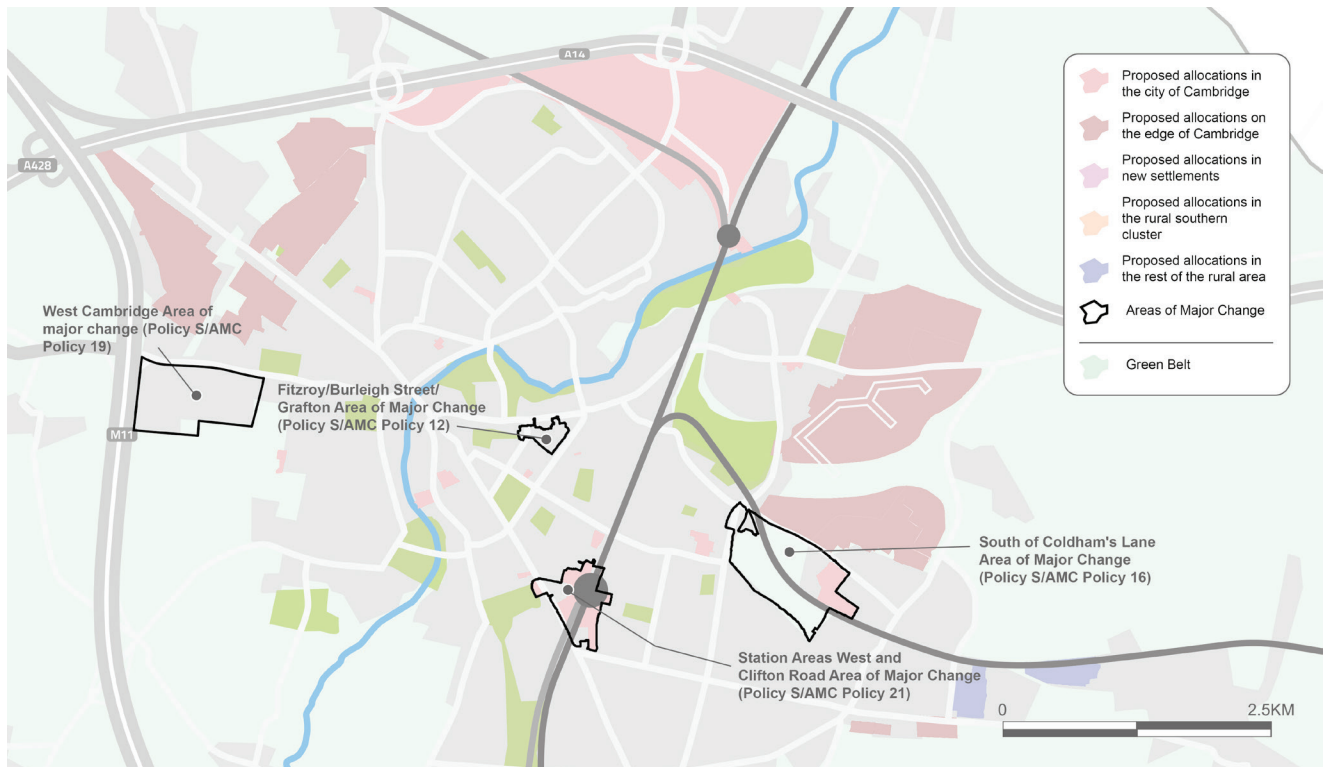 A14
A428
M11
West Cambridge Area of
major change (Policy S/AMC
Policy 19)
Fitzroy/Burleigh Street/
Grafton Area of Major Change
(Policy S/AMC Policy 12)
South of Coldham's Lane
Area of Major Change
(Policy S/AMC Policy 16)
Station Areas West and
Clifton Road Area of Major Change
(Policy S/AMC Policy 21)
Proposed allocations in
the city of Cambridge
Proposed allocations on
the edge of Cambridge
Proposed allocations in
new settlements
Proposed allocations in
the rural southern
cluster
Proposed allocations in
the rest of the rural area
Areas of Major Change
Green Belt
0
2.5KM